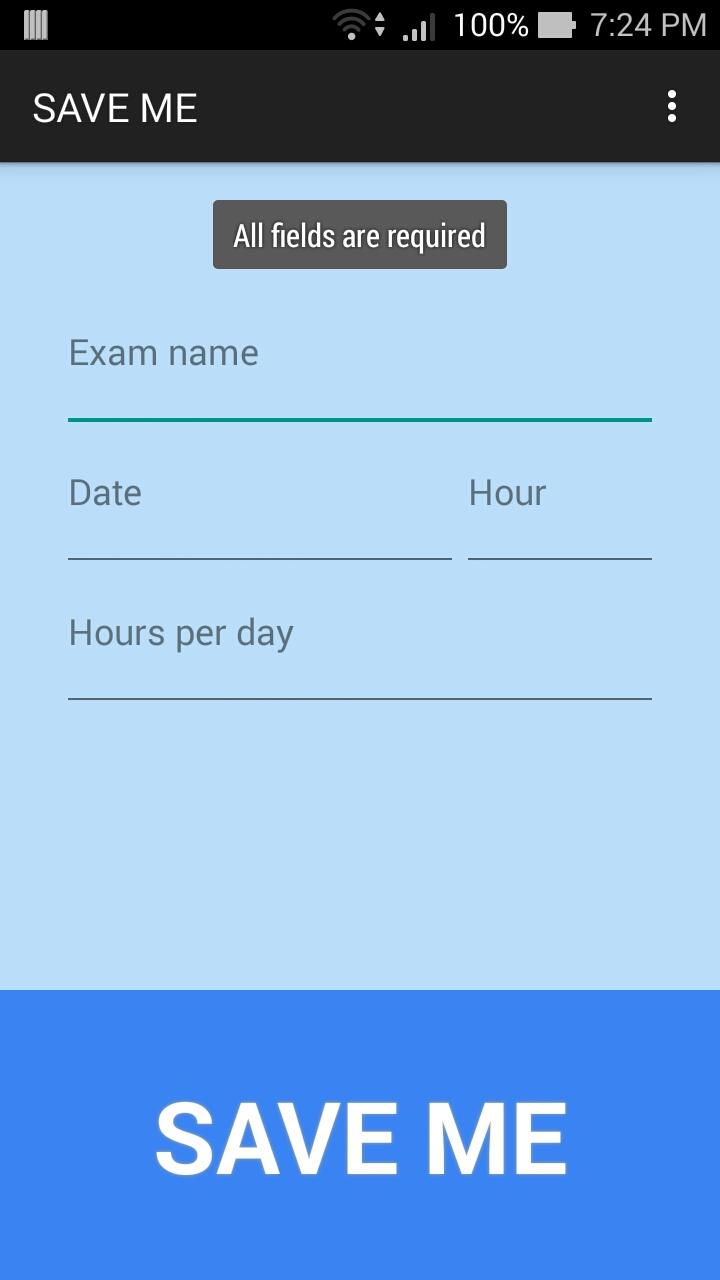 100% 7:24 PM
SAVE ME
All fields are required
Exam name
Date Hour
Hours per day
SAVE ME